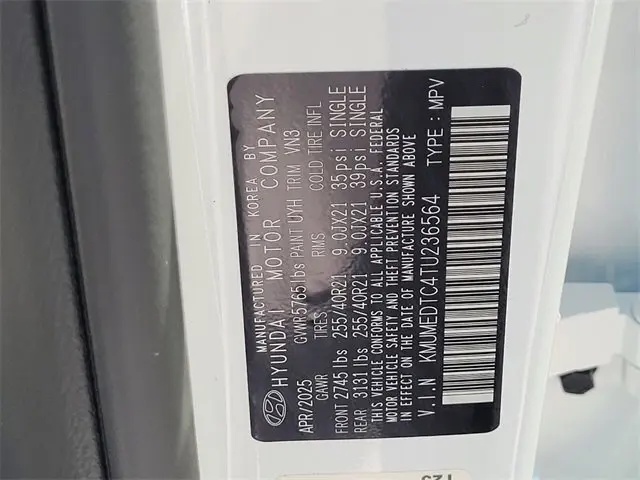 MANUFACTURED IN KOREA BY
HYUNDAI MOTOR COMPANY
APR/2025 GVWR 5765 lbs PAINT UYH TRIM VN3
GAWR TIRES RIMS COLD TIRE INFL
FRONT 2745 lbs 255/40R21 9.0JX21 35psi SINGLE
REAR 3131 lbs 255/40R21 9.0JX21 39psi SINGLE
THIS VEHICLE CONFORMS TO ALL APPLICABLE U.S.A. FEDERAL
MOTOR VEHICLE SAFETY AND THEFT PREVENTION STANDARDS
IN EFFECT ON THE DATE OF MANUFACTURE SHOWN ABOVE
V.I.N KMUMEDTC4TU236564 TYPE: MPV